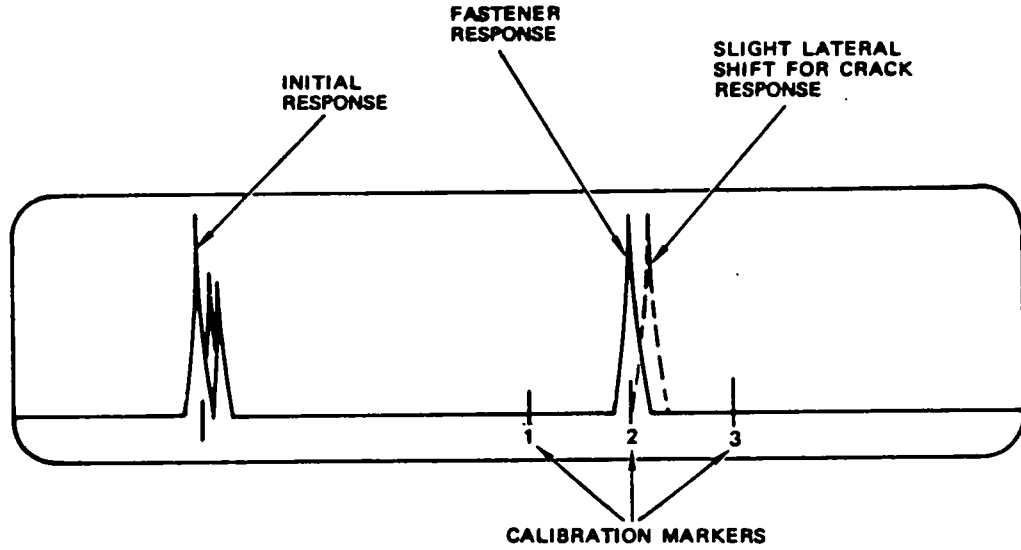 FASTENER
RESPONSE
SLIGHT LATERAL
SHIFT FOR CRACK
RESPONSE
INITIAL
RESPONSE
1 2 3
CALIBRATION MARKERS